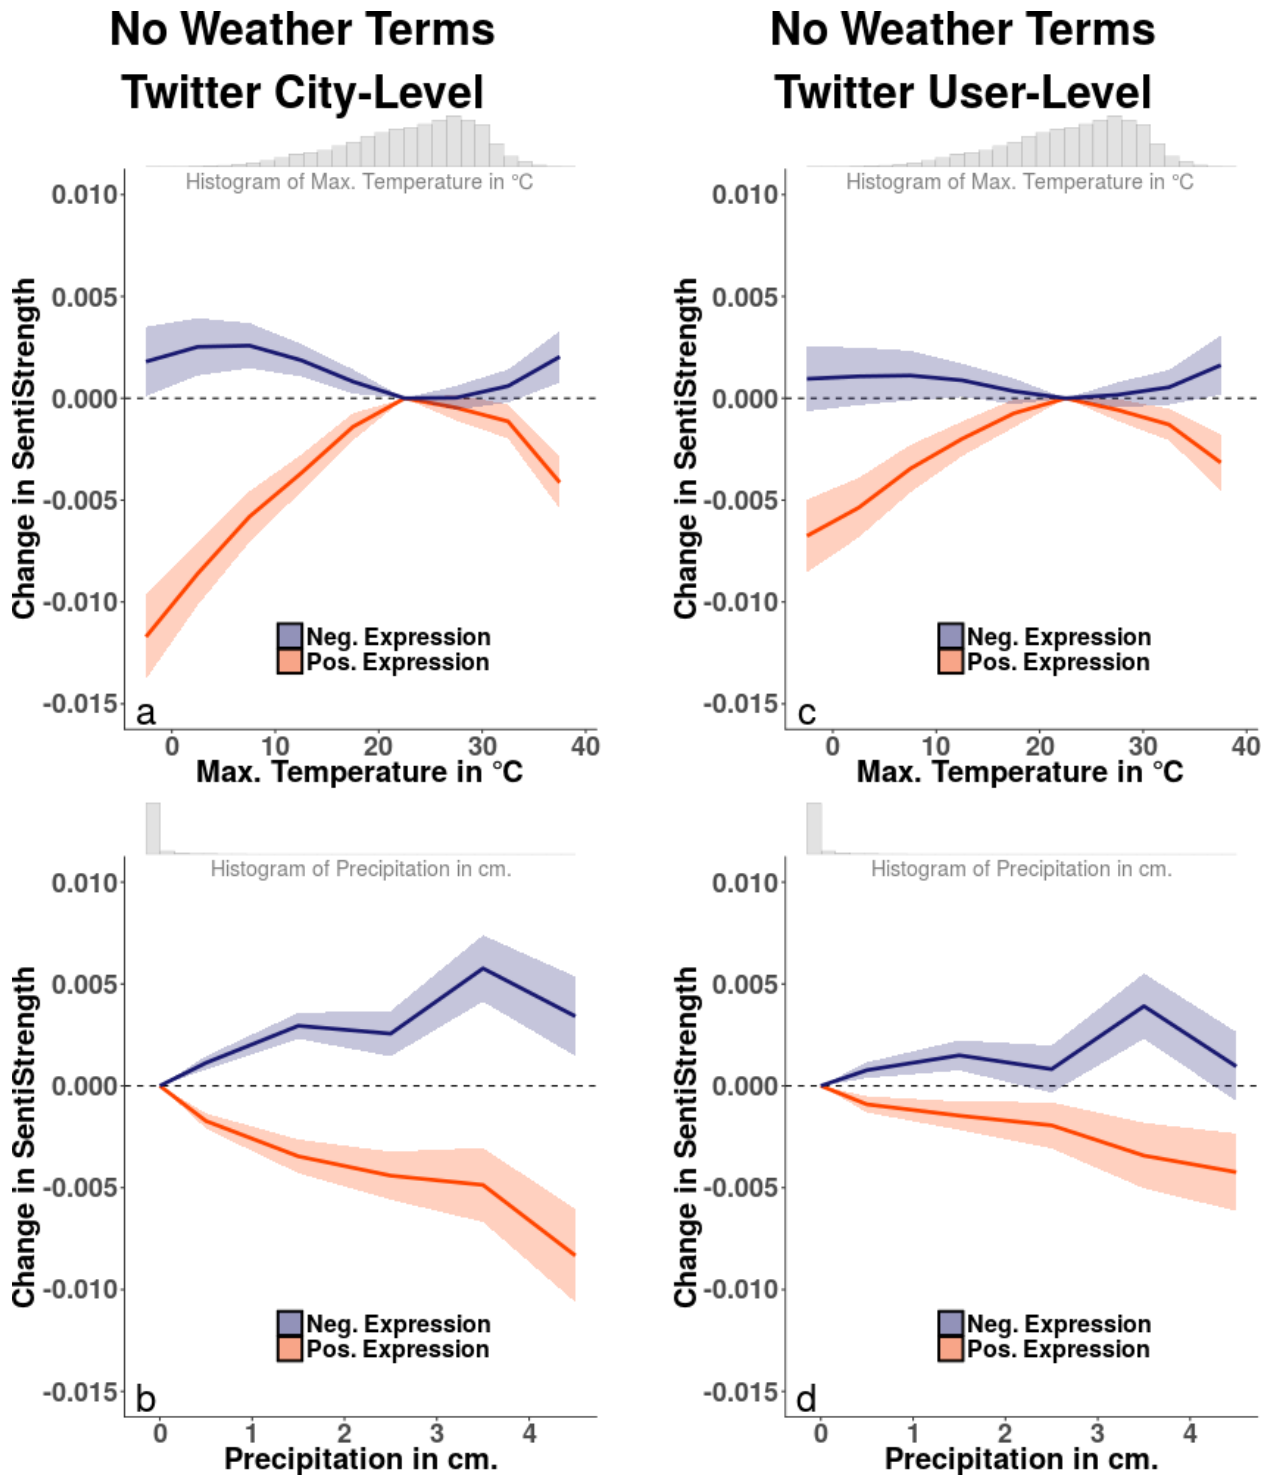 No Weather Terms
Twitter City-Level
Histogram of Max. Temperature in °C
0.010
0.005
0.000
-0.005
-0.010
-0.015
Change in SentiStrength
Neg. Expression
Pos. Expression
a
0 10 20 30 40
Max. Temperature in °C
No Weather Terms
Twitter User-Level
Histogram of Max. Temperature in °C
0.010
0.005
0.000
-0.005
-0.010
-0.015
Change in SentiStrength
Neg. Expression
Pos. Expression
c
0 10 20 30 40
Max. Temperature in °C
Histogram of Precipitation in cm.
0.010
0.005
0.000
-0.005
-0.010
-0.015
Change in SentiStrength
Neg. Expression
Pos. Expression
b
0 1 2 3 4
Precipitation in cm.
Histogram of Precipitation in cm.
0.010
0.005
0.000
-0.005
-0.010
-0.015
Change in SentiStrength
Neg. Expression
Pos. Expression
d
0 1 2 3 4
Precipitation in cm.